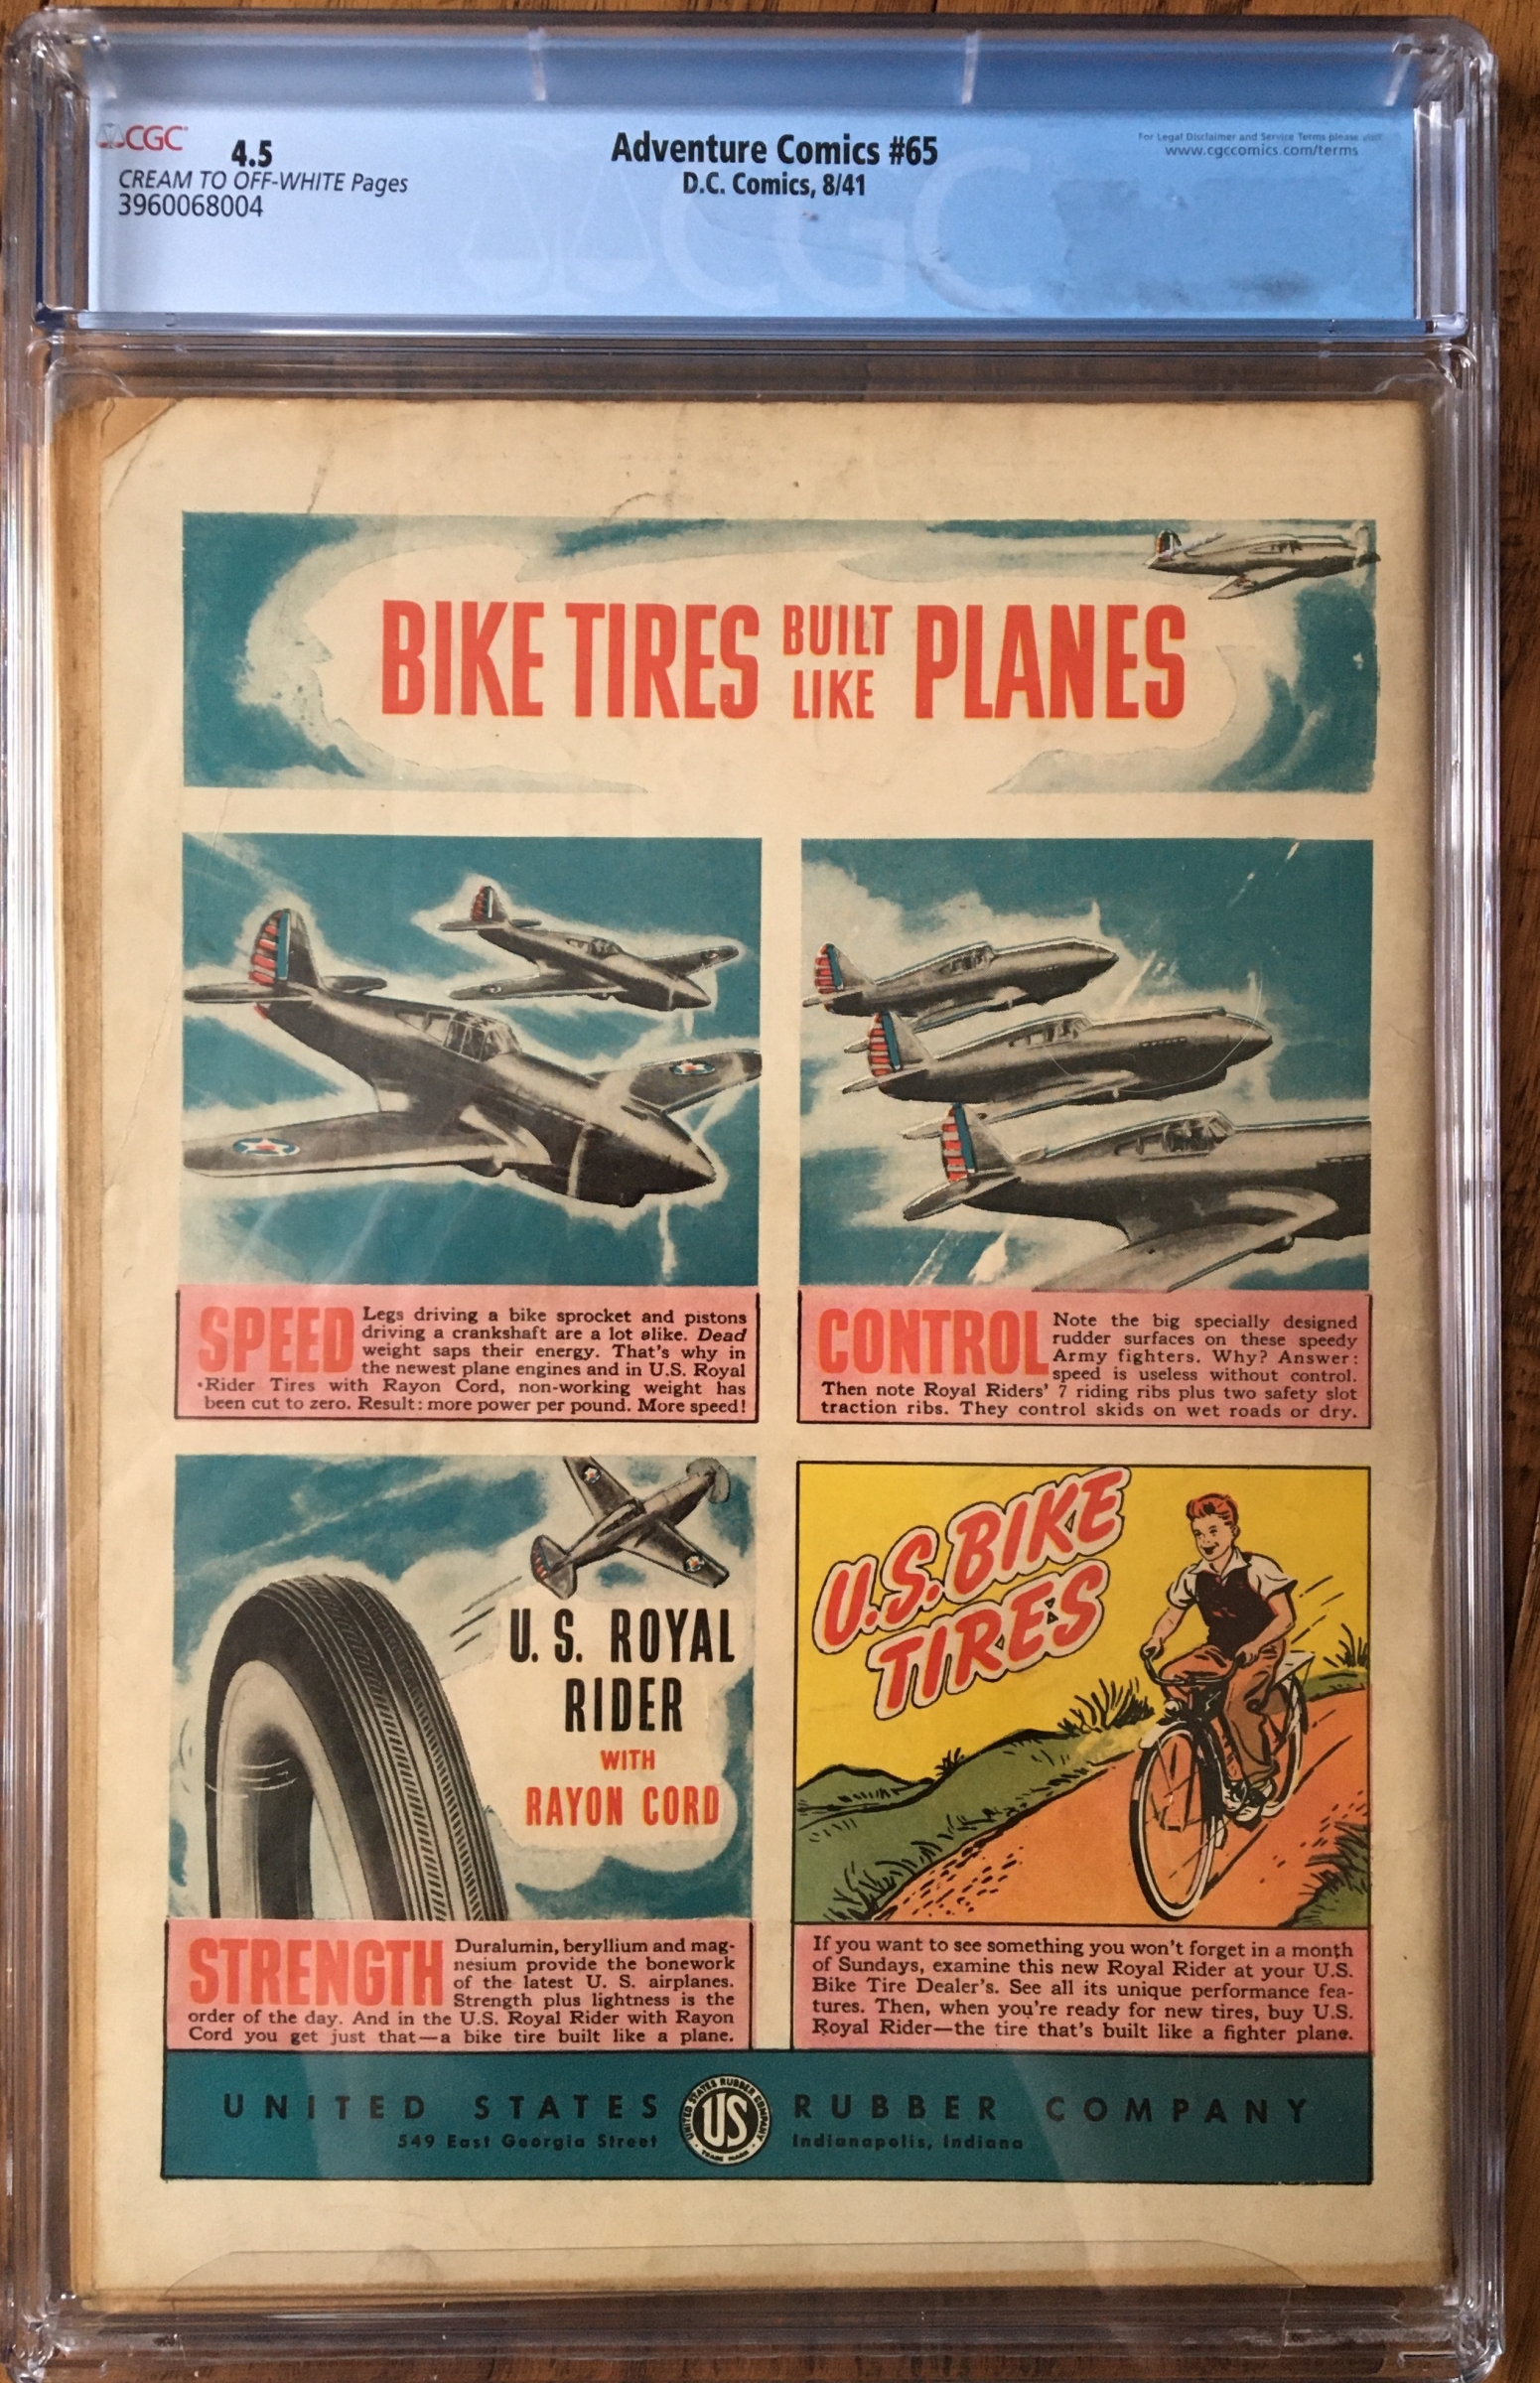 CGC
4.5
CREAM TO OFF-WHITE Pages
3960068004
Adventure Comics #65
D.C. Comics, 8/41
For Legal Disclaimer and Service Terms please visit
www.cgccomics.com/terms
CGC
BIKE TIRES BUILT LIKE PLANES
SPEED Legs driving a bike sprocket and pistons
driving a crankshaft are a lot alike. Dead
weight saps their energy. That's why in
the newest plane engines and in U.S. Royal
Rider Tires with Rayon Cord, non-working weight has
been cut to zero. Result: more power per pound. More speed!
CONTROL Note the big specially designed
rudder surfaces on these speedy
Army fighters. Why? Answer:
speed is useless without control.
Then note Royal Riders' 7 riding ribs plus two safety slot
traction ribs. They control skids on wet roads or dry.
U.S. ROYAL
RIDER
WITH
RAYON CORD
STRENGTH Duralumin, beryllium and mag-
nesium provide the bonework
of the latest U. S. airplanes.
Strength plus lightness is the
order of the day. And in the U.S. Royal Rider with Rayon
Cord you get just that—a bike tire built like a plane.
U.S. BIKE
TIRES
If you want to see something you won't forget in a month
of Sundays, examine this new Royal Rider at your U.S.
Bike Tire Dealer's. See all its unique performance fea-
tures. Then, when you're ready for new tires, buy U.S.
Royal Rider—the tire that's built like a fighter plane.
UNITED STATES RUBBER COMPANY
549 East Georgia Street Indianapolis, Indiana
UNITED STATES RUBBER COMPANY
US
TRADE MARK